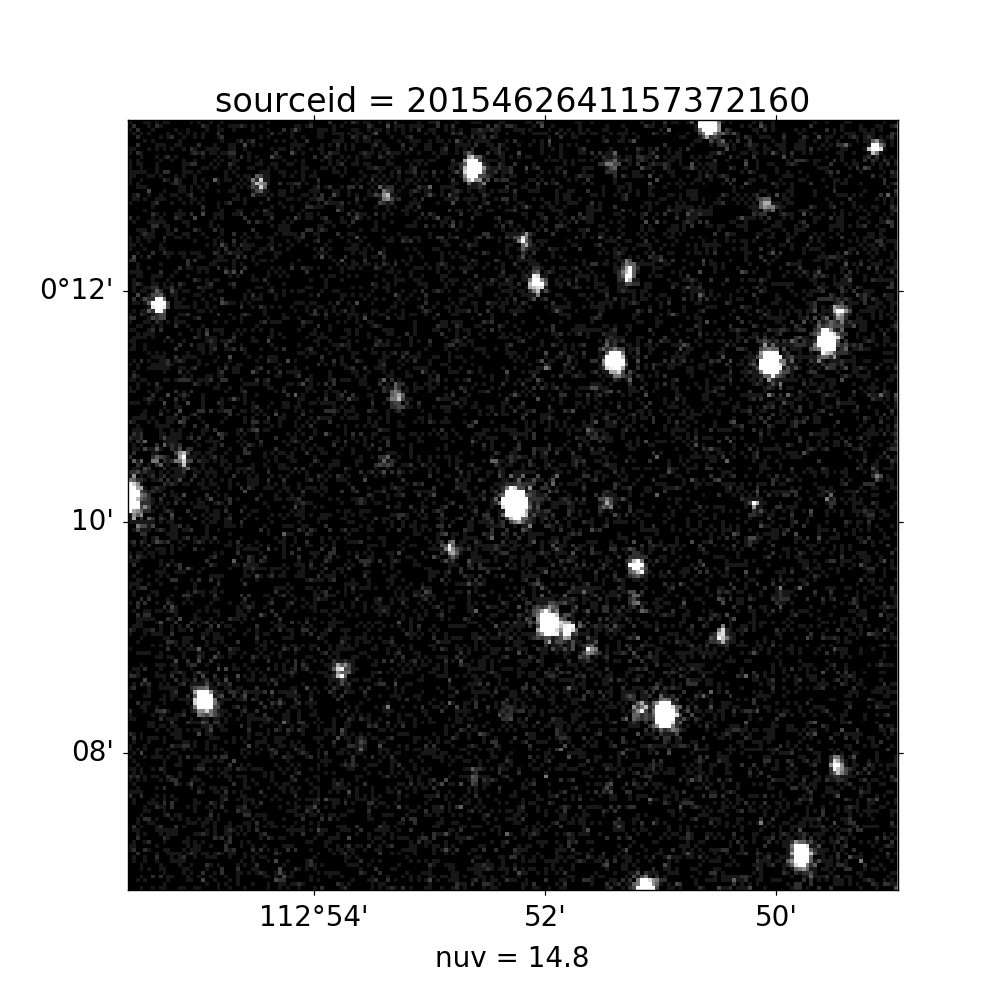 sourceid = 2015462641157372160
0°12'
10'
08'
112°54' 52' 50'
nuv = 14.8